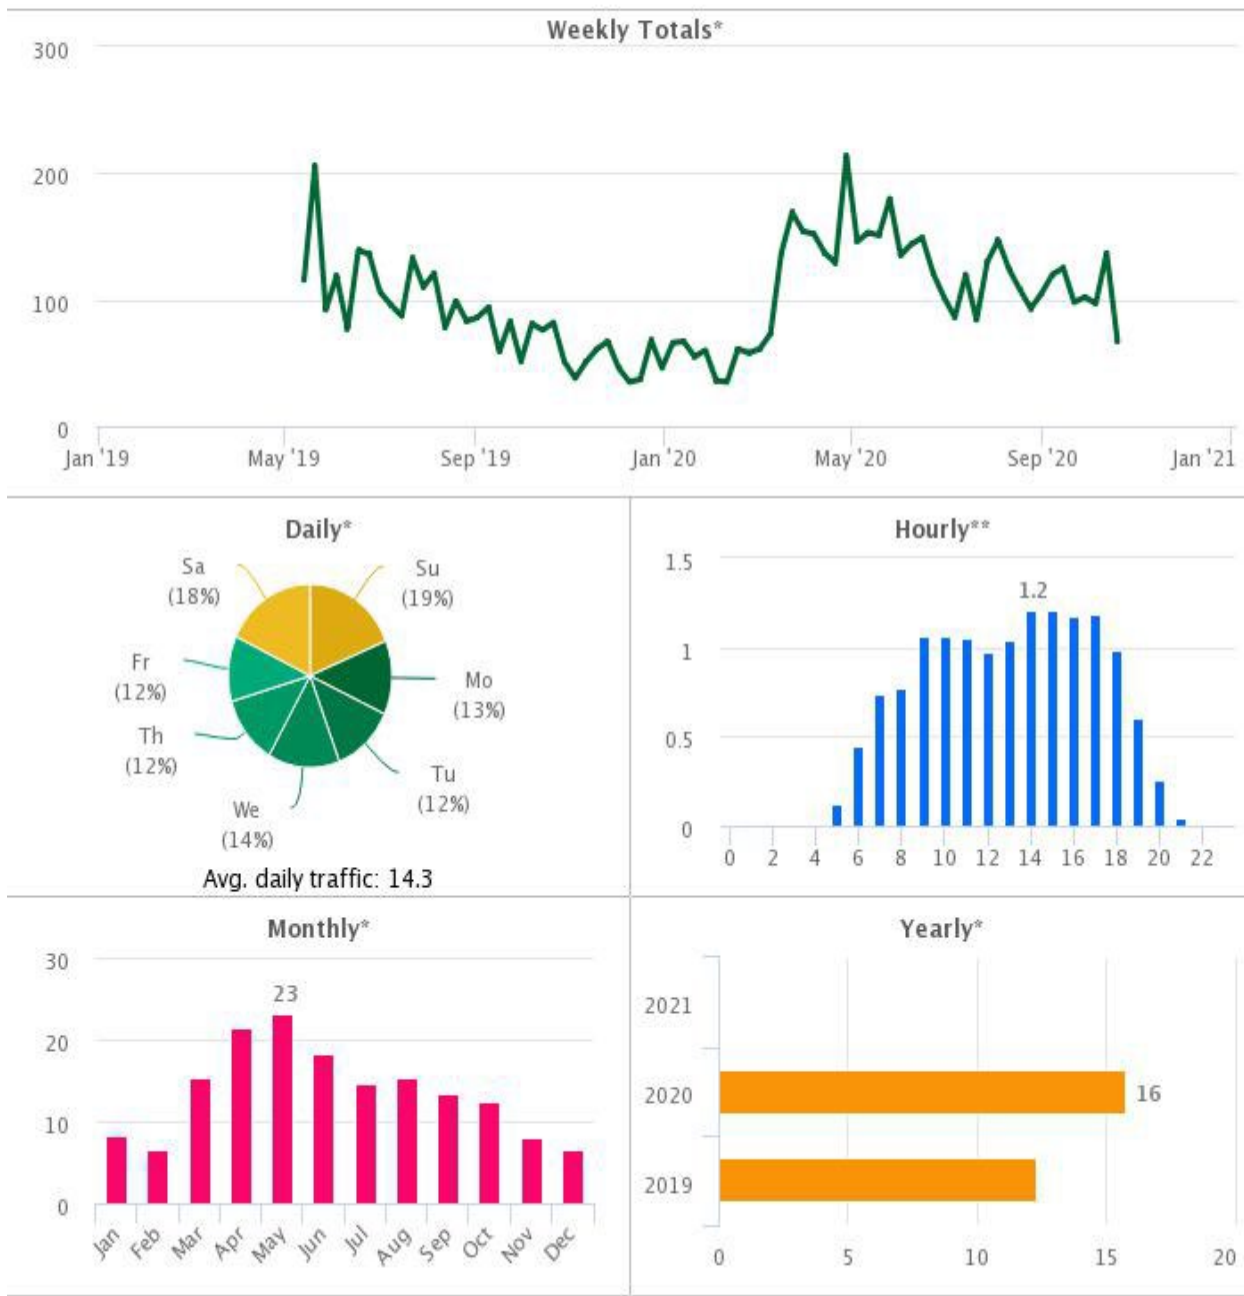 Weekly Totals*
300
200
100
0
Jan '19 May '19 Sep '19 Jan '20 May '20 Sep '20 Jan '21
Daily*
Sa
(18%)
Su
(19%)
Fr
(12%)
Mo
(13%)
Th
(12%)
Tu
(12%)
We
(14%)
Avg. daily traffic: 14.3
Hourly**
1.5
1.2
1
0.5
0
0 2 4 6 8 10 12 14 16 18 20 22
Monthly*
30
23
20
10
0
Jan Feb Mar Apr May Jun Jul Aug Sep Oct Nov Dec
Yearly*
2021
2020 16
2019
0 5 10 15 20